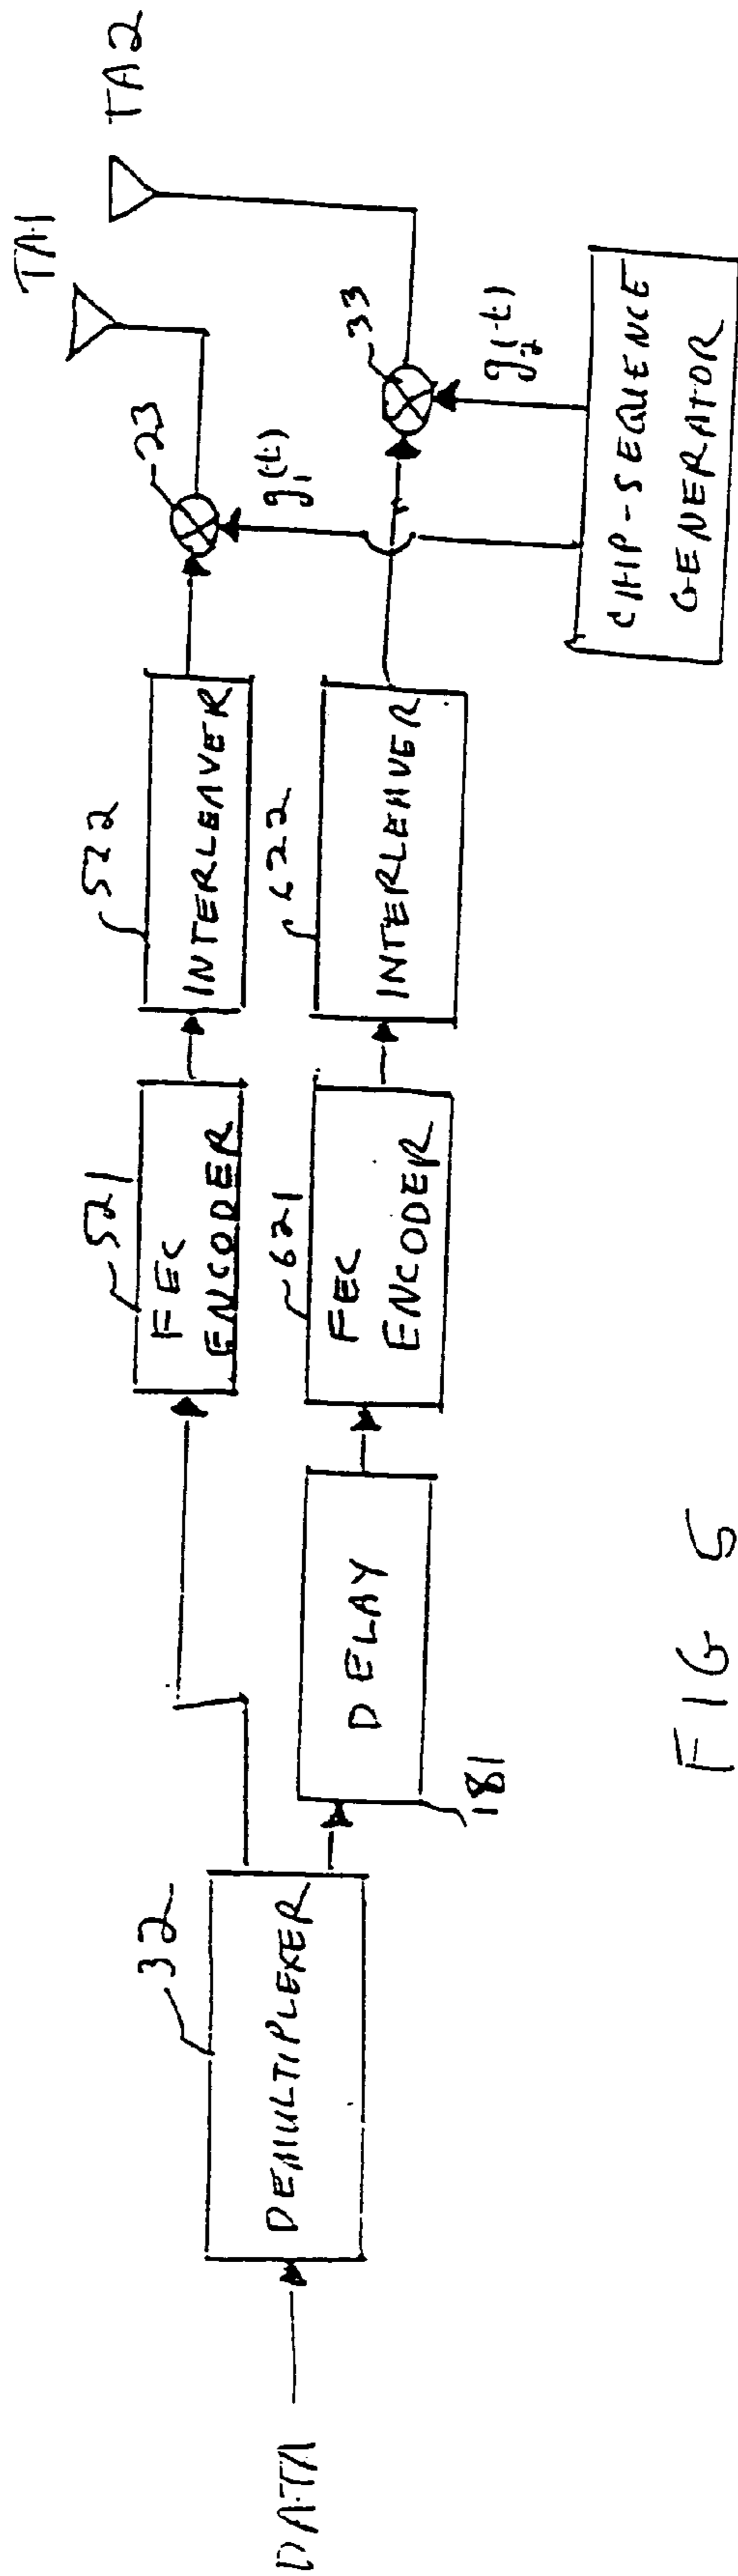 DATA
32
DEMULTIPLEXER
DELAY
181
521
FEC
ENCODER
621
FEC
ENCODER
522
INTERLEAVER
622
INTERLEAVER
23
g1(t)
33
g2(t)
TA1
TA2
CHIP-SEQUENCE
GENERATOR
FIG 5